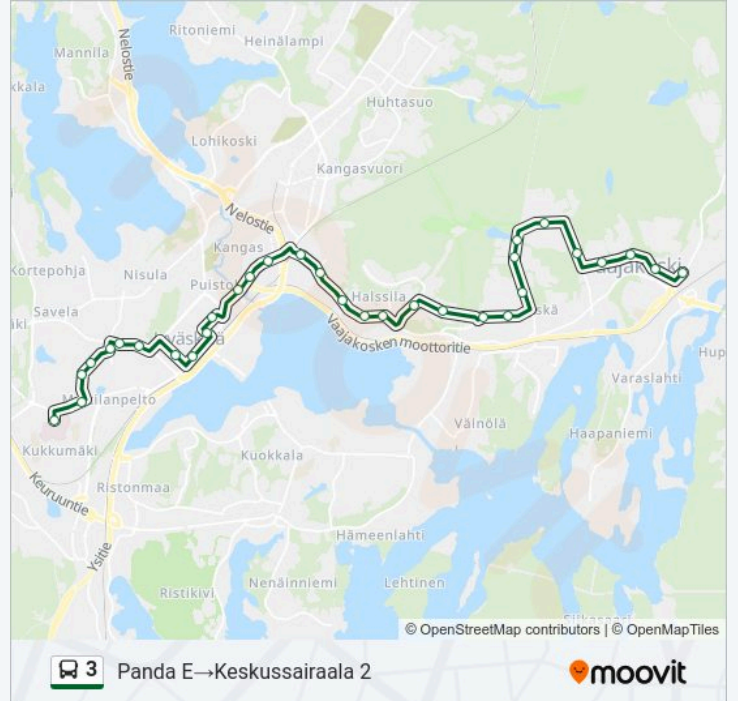 Ritoniemi
Heinälampi
Mannila
Nelostie
kkala
Huhtasuo
Lohikoski
Kangasvuori
Nelostie
Kangas
Kortepohja
Nisula
Puisto
Halssila
Savela
Vaajakosken moottoritie
Varaslahti
Hup
Väinölä
Haapaniemi
Kukkumäki
Kuokkala
Keuruuntie
Ristonmaa
Ysitie
Hämeenlahti
Ristikivi
Nenäinniemi
Lehtinen
© OpenStreetMap contributors | © OpenMapTiles
3 Panda E→Keskussairaala 2
moovit